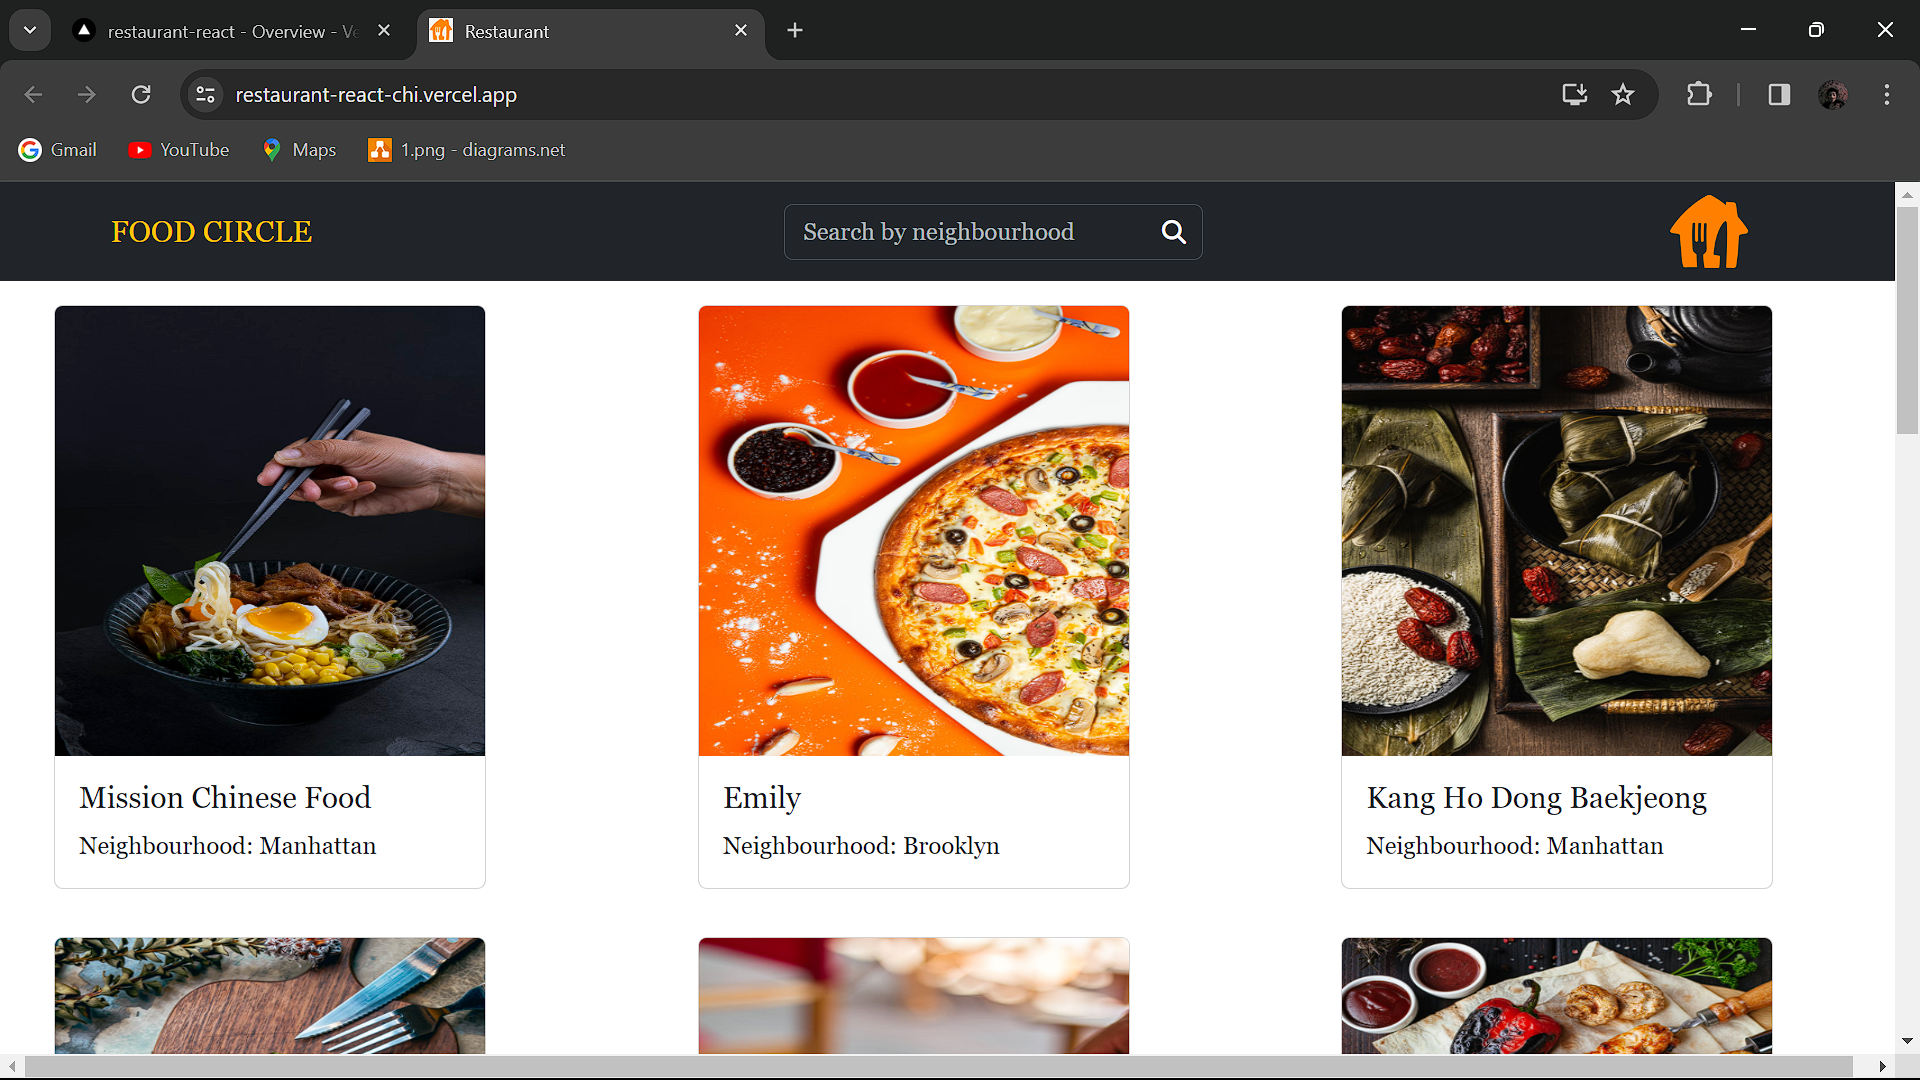 restaurant-react - Overview - Ve
Restaurant
restaurant-react-chi.vercel.app
Gmail
YouTube
Maps
1.png - diagrams.net
FOOD CIRCLE
Search by neighbourhood
Mission Chinese Food
Neighbourhood: Manhattan
Emily
Neighbourhood: Brooklyn
Kang Ho Dong Baekjeong
Neighbourhood: Manhattan